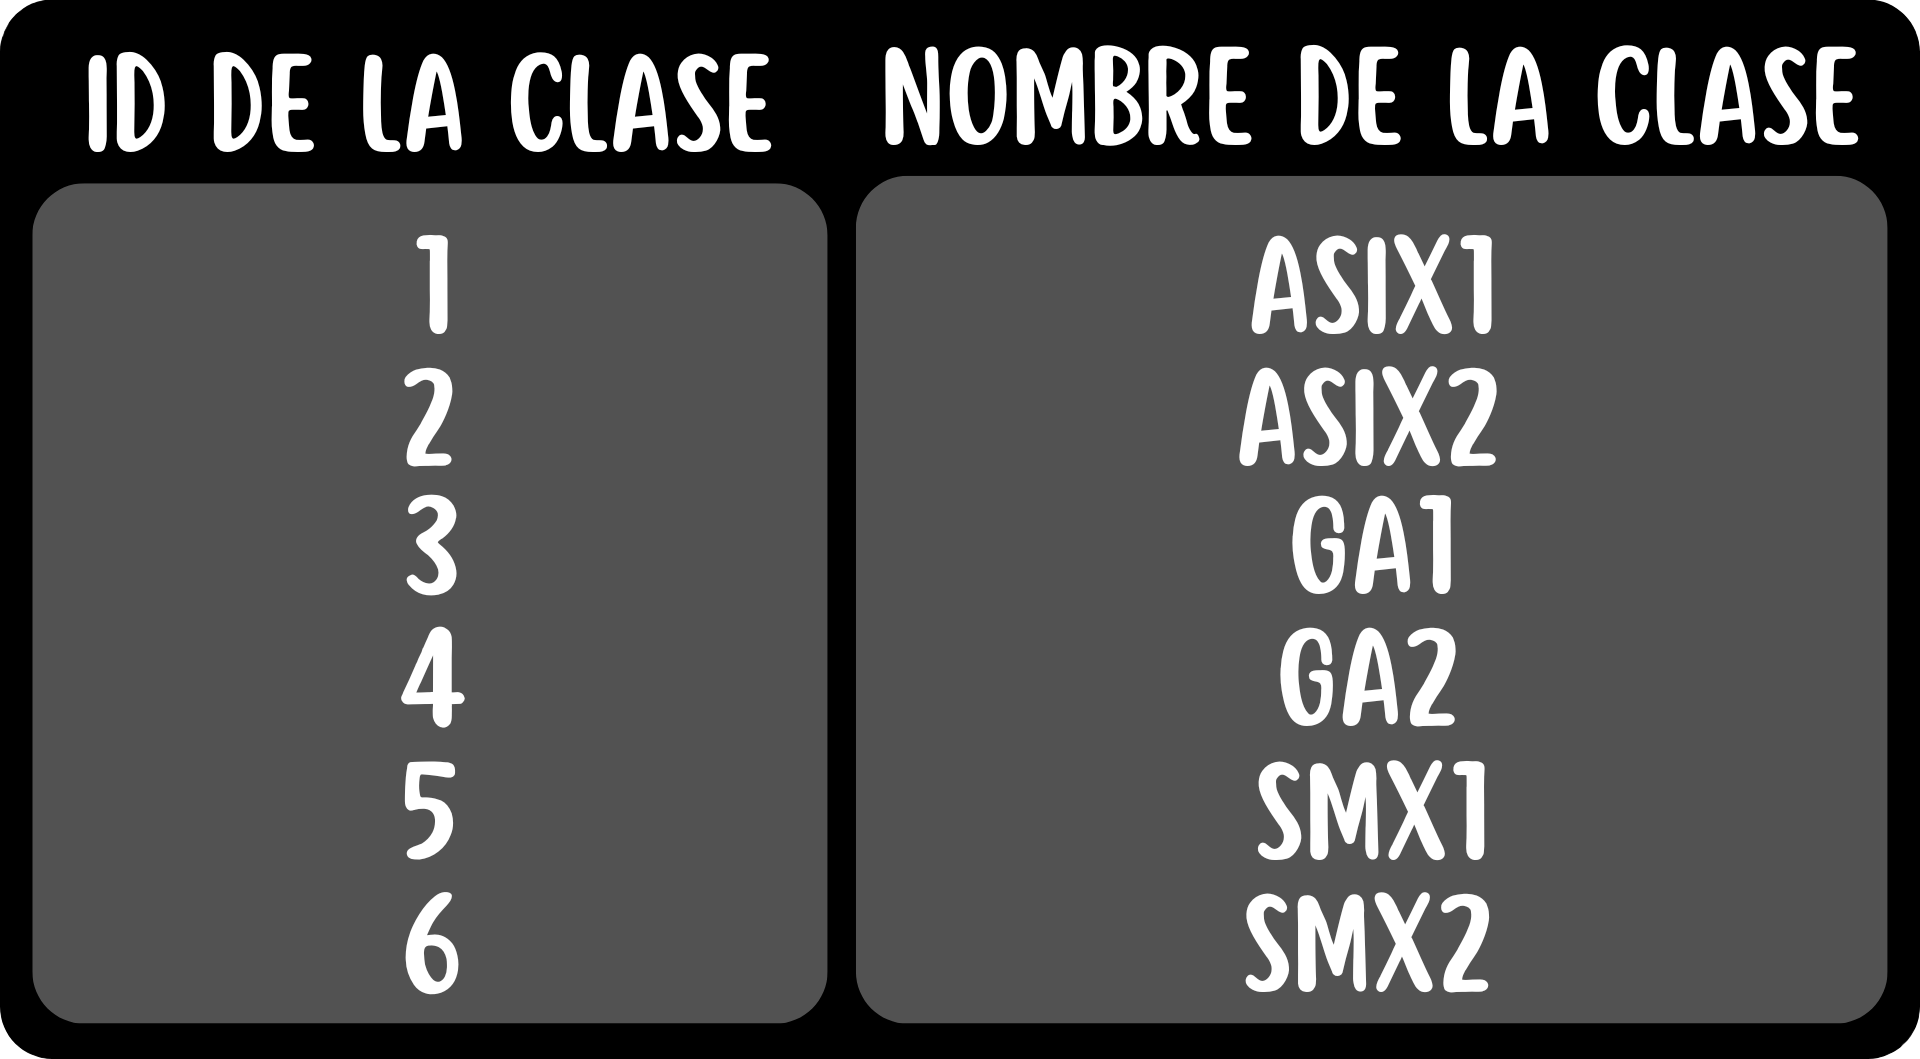 ID DE LA CLASE NOMBRE DE LA CLASE
1 ASIX1
2 ASIX2
3 GA1
4 GA2
5 SMX1
6 SMX2